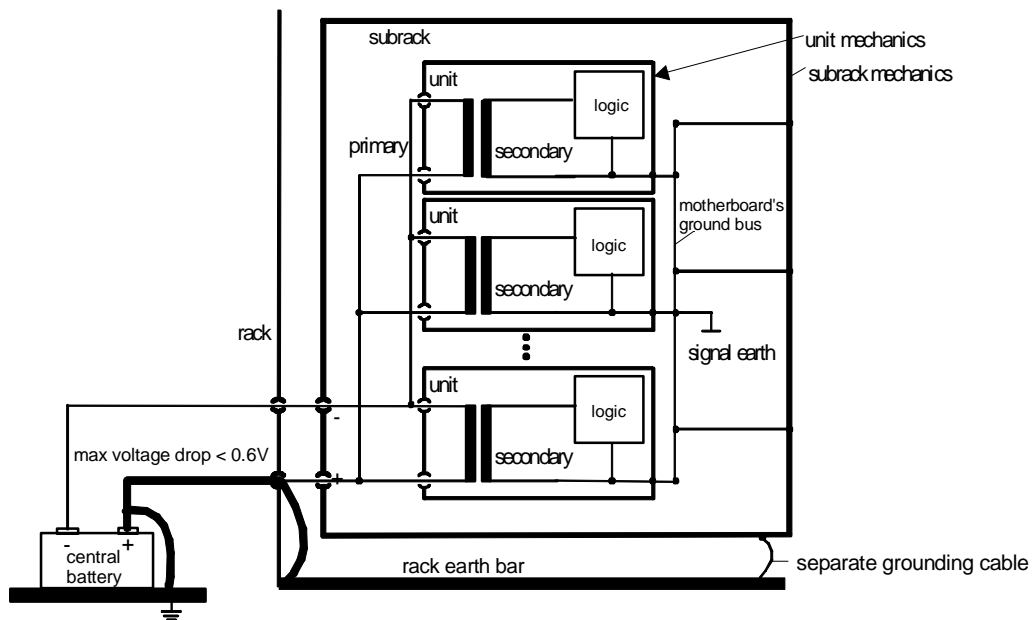 subrack
unit mechanics
subrack mechanics
unit
logic
primary
secondary
motherboard's
ground bus
unit
logic
secondary
rack
signal earth
unit
logic
-
max voltage drop < 0.6V
secondary
+
- +
central
battery
rack earth bar
separate grounding cable